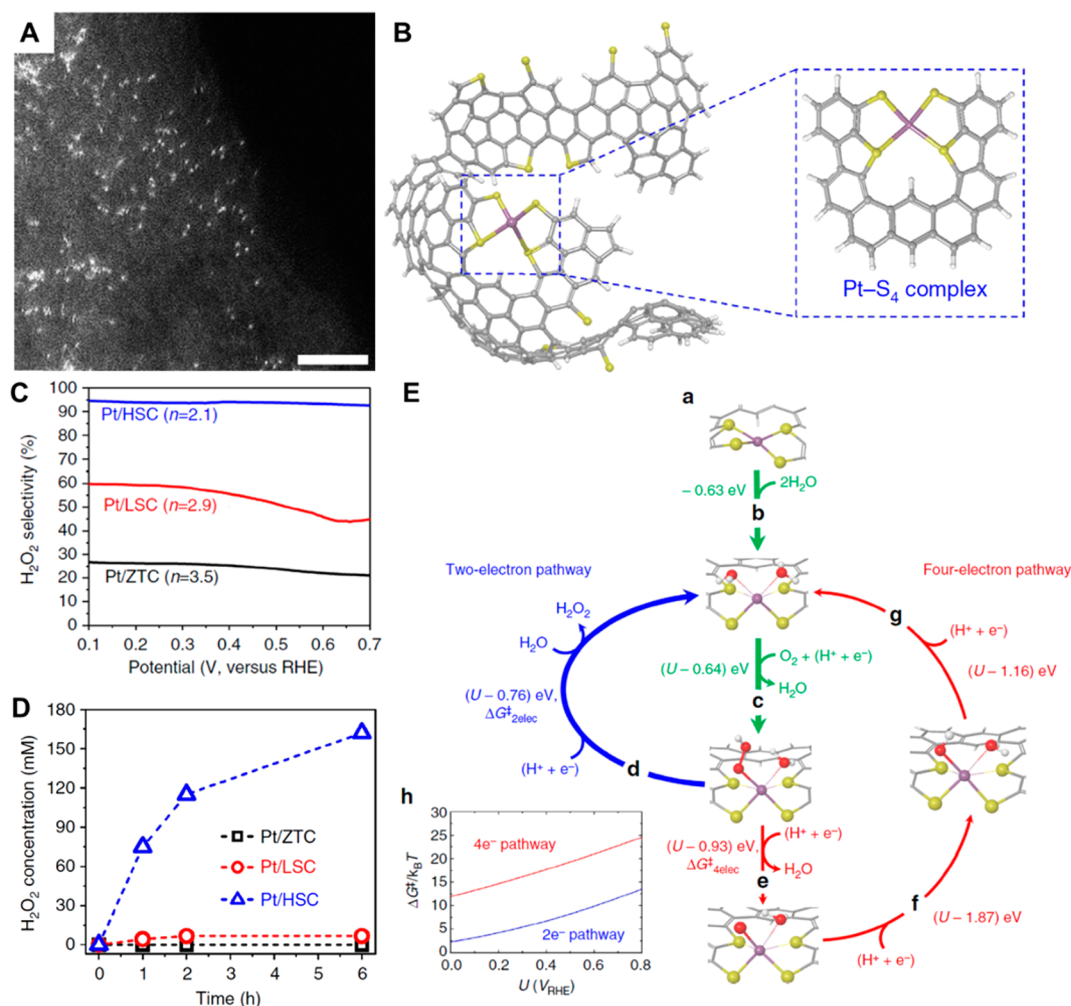 A
B
Pt–S₄ complex
C
H₂O₂ selectivity (%)
100
90
80
70
60
50
40
30
20
10
0
Pt/HSC (n=2.1)
Pt/LSC (n=2.9)
Pt/ZTC (n=3.5)
0.1
0.2
0.3
0.4
0.5
0.6
0.7
Potential (V, versus RHE)
D
H₂O₂ concentration (mM)
180
150
120
90
60
30
0
Pt/ZTC
Pt/LSC
Pt/HSC
0
1
2
3
4
5
6
Time (h)
E
a
− 0.63 eV
2H₂O
b
Two-electron pathway
Four-electron pathway
H₂O₂
H₂O
(U − 0.76) eV,
ΔG‡2elec
(H⁺ + e⁻)
d
(U − 0.64) eV
O₂ + (H⁺ + e⁻)
H₂O
c
g
(H⁺ + e⁻)
(U − 1.16) eV
(U − 0.93) eV,
ΔG‡4elec
(H⁺ + e⁻)
H₂O
e
f
(U − 1.87) eV
(H⁺ + e⁻)
h
ΔG‡/kBT
30
25
20
15
10
5
0
4e⁻ pathway
2e⁻ pathway
0.0
0.2
0.4
0.6
0.8
U (VRHE)